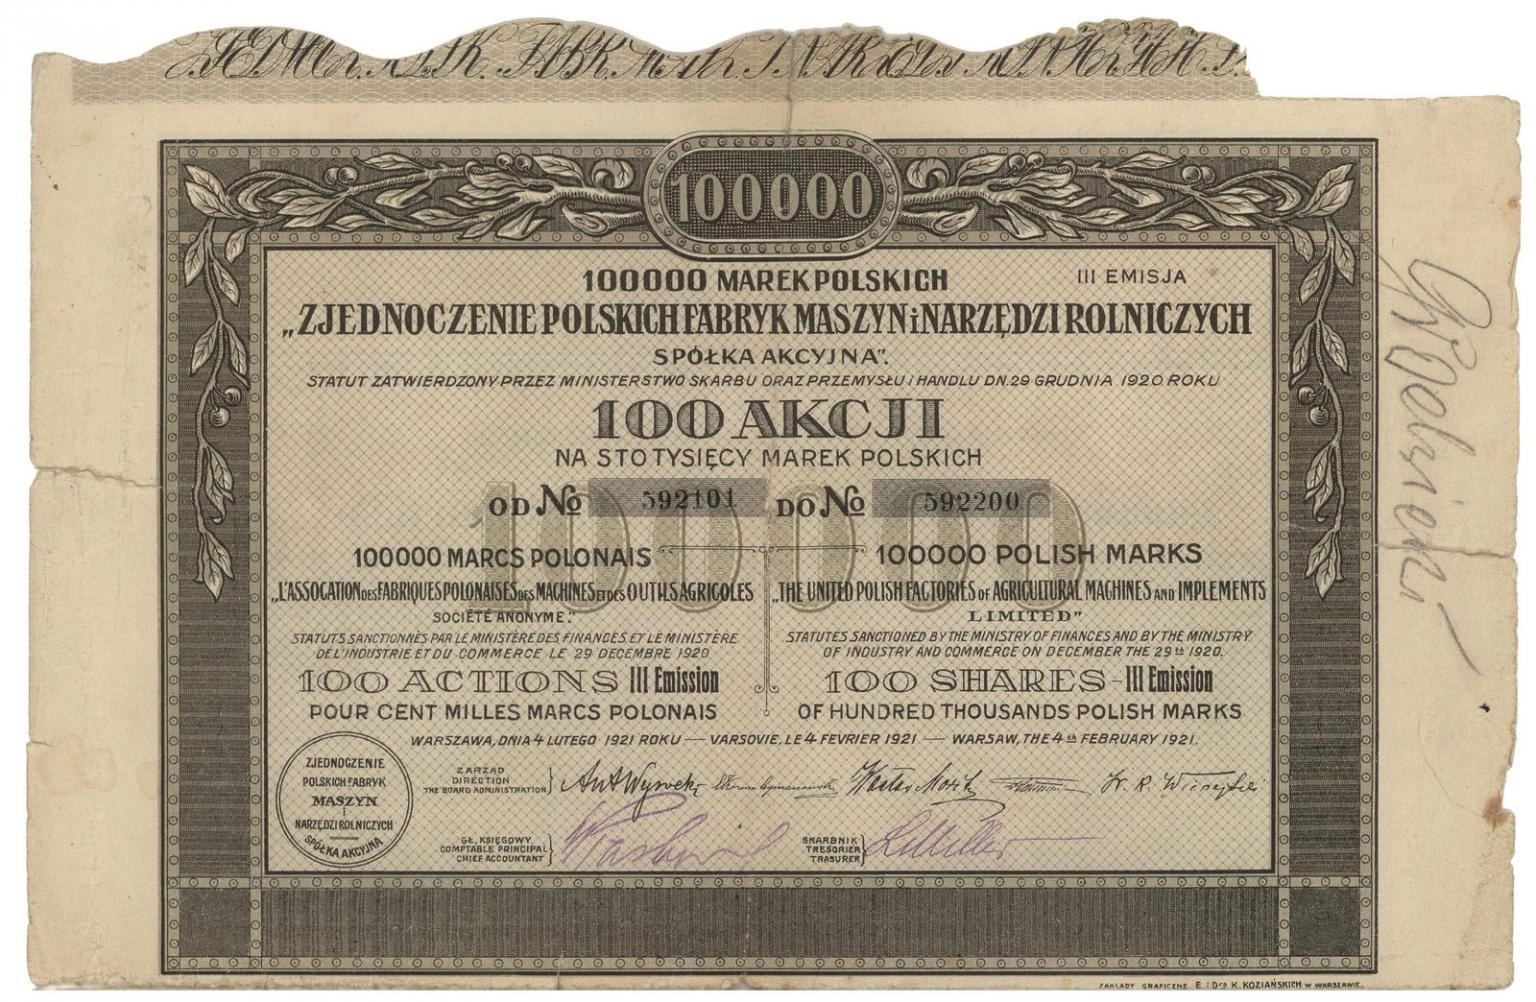 100000
100000 MAREK POLSKICH
III EMISJA
„ZJEDNOCZENIE POLSKICH FABRYK MASZYN i NARZĘDZI ROLNICZYCH
SPÓŁKA AKCYJNA”.
STATUT ZATWIERDZONY PRZEZ MINISTERSTWO SKARBU ORAZ PRZEMYSŁU i HANDLU DN. 29 GRUDNIA 1920 ROKU
100 AKCJI
NA STO TYSIĘCY MAREK POLSKICH
OD No 592101 DO No 592200
100000
100000 MARCS POLONAIS
„L'ASSOCATION DES FABRIQUES POLONAISES DES MACHINES ET DES OUTILS AGRICOLES
SOCIÉTÉ ANONYME.”
STATUTS SANCTIONNÉS PAR LE MINISTÈRE DES FINANCES ET LE MINISTÈRE
DE L'INDUSTRIE ET DU COMMERCE LE 29 DECEMBRE 1920
100 ACTIONS III Emission
POUR CENT MILLES MARCS POLONAIS
100000 POLISH MARKS
„THE UNITED POLISH FACTORIES OF AGRICULTURAL MACHINES AND IMPLEMENTS
LIMITED”
STATUTES SANCTIONED BY THE MINISTRY OF FINANCES AND BY THE MINISTRY
OF INDUSTRY AND COMMERCE ON DECEMBER THE 29th 1920.
100 SHARES - III Emission
OF HUNDRED THOUSANDS POLISH MARKS
WARSZAWA, DNIA 4 LUTEGO 1921 ROKU — VARSOVIE, LE 4 FEVRIER 1921 — WARSAW, THE 4th FEBRUARY 1921.
ZJEDNOCZENIE
POLSKICH FABRYK
MASZYN
i
NARZĘDZI ROLNICZYCH
SPÓŁKA AKCYJNA
ZARZĄD
DIRECTION
THE BOARD ADMINISTRATION
GŁ. KSIĘGOWY
COMPTABLE PRINCIPAL
CHIEF ACCOUNTANT
SKARBNIK
TRESORIER
TRASURER
ZAKŁADY GRAFICZNE E. i Dra K. KOZIAŃSKICH W WARSZAWIE.